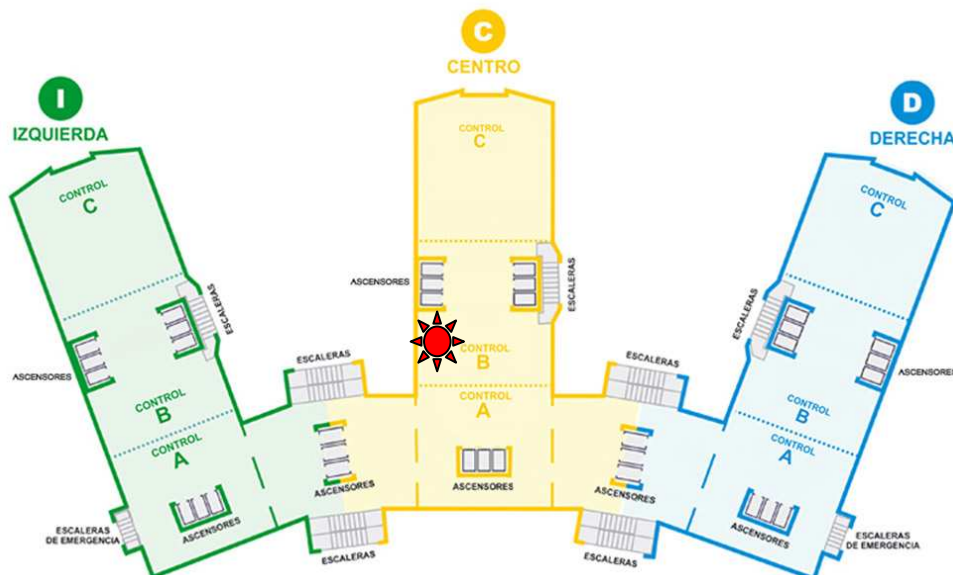 C
CENTRO
I
IZQUIERDA
D
DERECHA
CONTROL
C
CONTROL
C
CONTROL
C
ASCENSORES
ESCALERAS
ESCALERAS
ESCALERAS
ASCENSORES
ASCENSORES
CONTROL
B
CONTROL
B
CONTROL
B
ESCALERAS
ESCALERAS
CONTROL
A
CONTROL
A
CONTROL
A
ASCENSORES
ASCENSORES
ASCENSORES
ASCENSORES
ASCENSORES
ESCALERAS
DE EMERGENCIA
ESCALERAS
ESCALERAS
ESCALERAS
DE EMERGENCIA